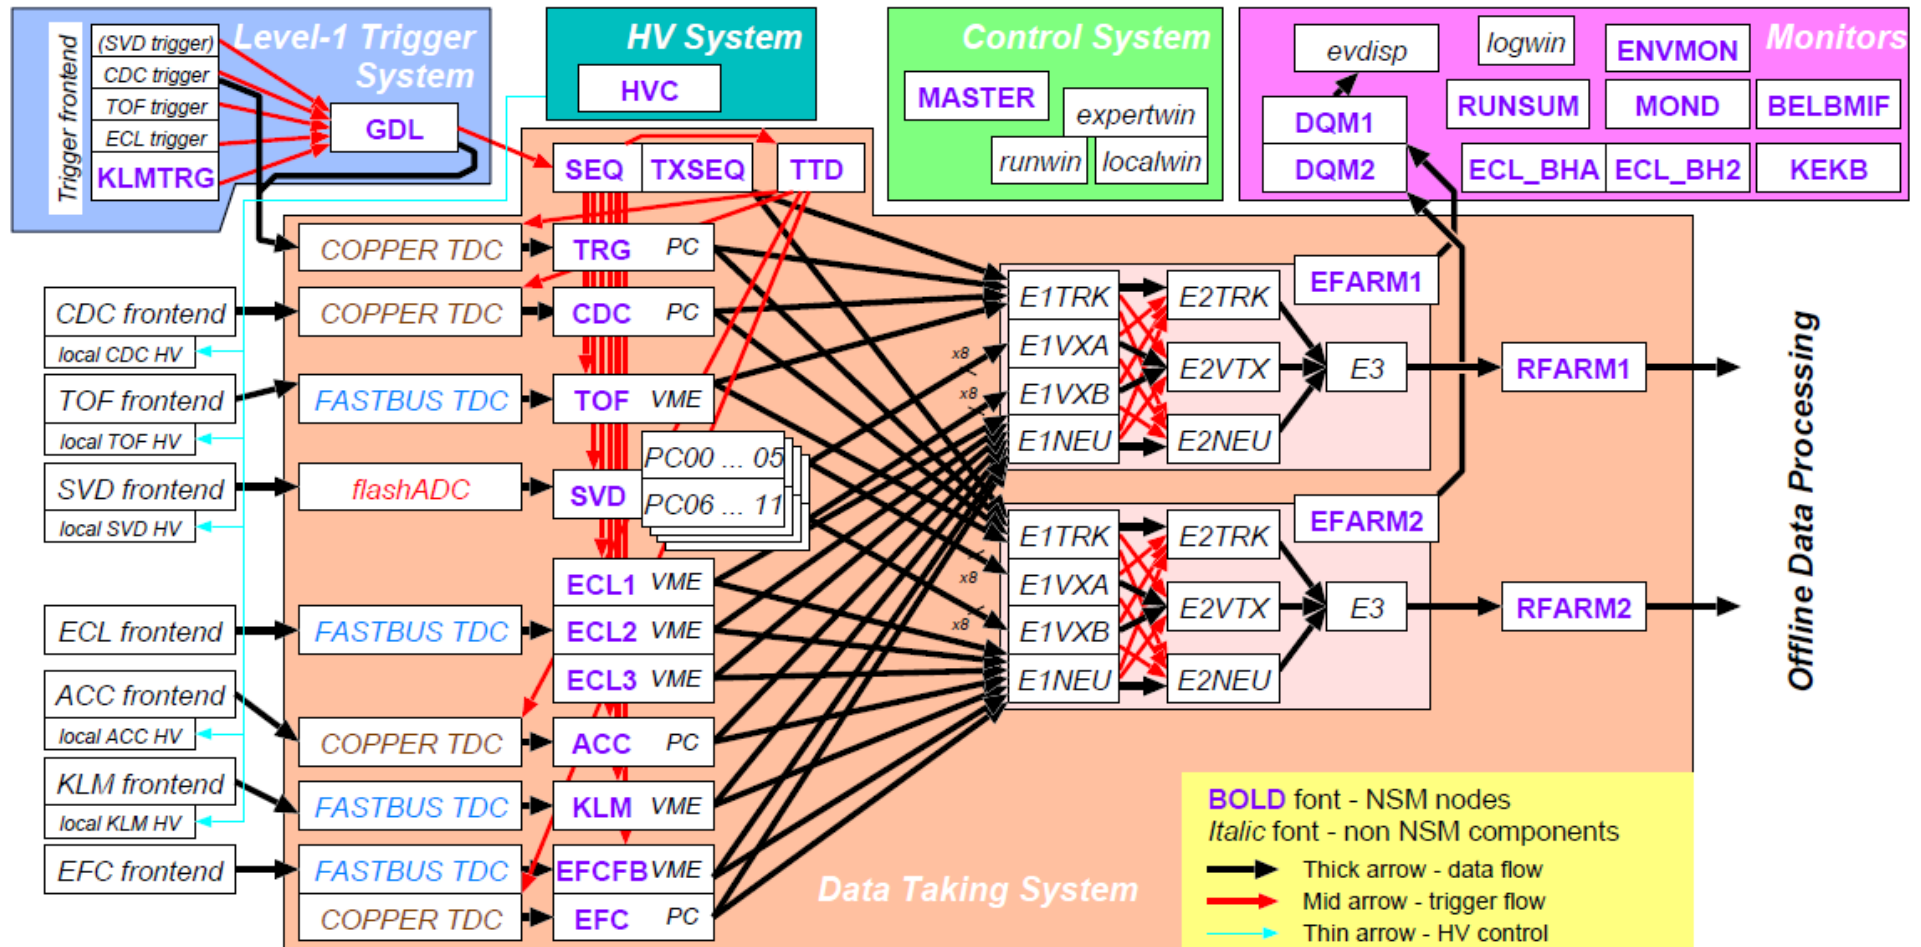 Level-1 Trigger
System
Trigger frontend
(SVD trigger)
CDC trigger
TOF trigger
ECL trigger
KLMTRG
GDL
HV System
HVC
Control System
MASTER
expertwin
runwin
localwin
Monitors
evdisp
logwin
ENVMON
DQM1
DQM2
RUNSUM
MOND
BELBMIF
ECL_BHA
ECL_BH2
KEKB
SEQ
TXSEQ
TTD
COPPER TDC
TRG PC
CDC frontend
local CDC HV
COPPER TDC
CDC PC
TOF frontend
local TOF HV
FASTBUS TDC
TOF VME
SVD frontend
local SVD HV
flashADC
SVD
PC00 ... 05
PC06 ... 11
ECL1 VME
ECL frontend
FASTBUS TDC
ECL2 VME
ECL3 VME
ACC frontend
local ACC HV
COPPER TDC
ACC PC
KLM frontend
local KLM HV
FASTBUS TDC
KLM VME
EFC frontend
FASTBUS TDC
EFCFB VME
COPPER TDC
EFC PC
x8
x8
x8
x8
EFARM1
E1TRK
E1VXA
E1VXB
E1NEU
E2TRK
E2VTX
E2NEU
E3
RFARM1
EFARM2
E1TRK
E1VXA
E1VXB
E1NEU
E2TRK
E2VTX
E2NEU
E3
RFARM2
Offline Data Processing
Data Taking System
BOLD font - NSM nodes
Italic font - non NSM components
Thick arrow - data flow
Mid arrow - trigger flow
Thin arrow - HV control